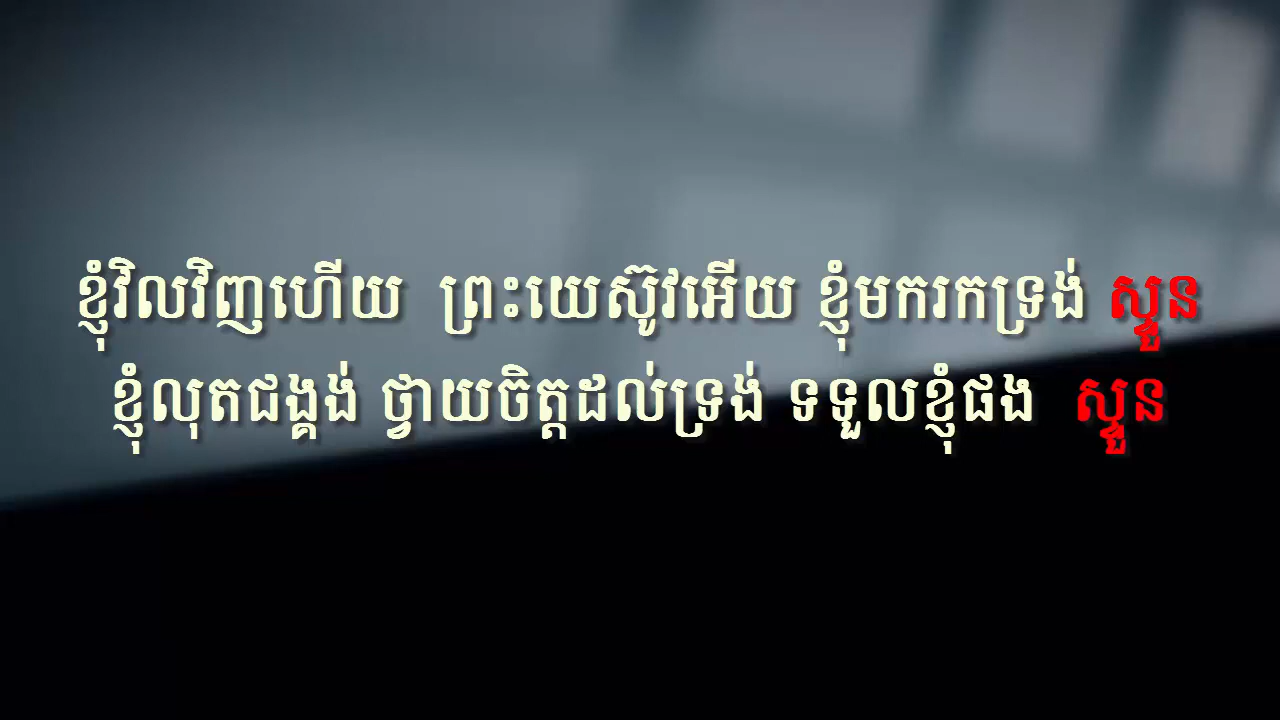 ខ្ញុំវិលវិញហើយ ព្រះយេស៊ូវអើយ ខ្ញុំមករកទ្រង់ ស្ទួន
ខ្ញុំលុតជង្គង់ ថ្វាយចិត្តដល់ទ្រង់ ទទួលខ្ញុំផង ស្ទួន